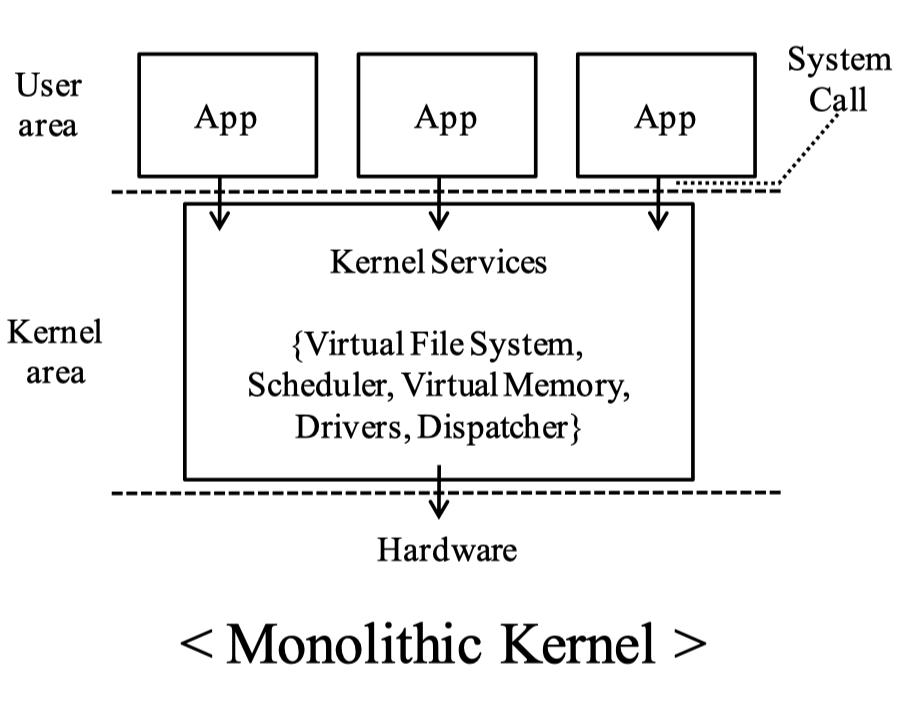 User
area
App
App
App
System
Call
Kernel
area
Kernel Services
{Virtual File System,
Scheduler, Virtual Memory,
Drivers, Dispatcher}
Hardware
< Monolithic Kernel >